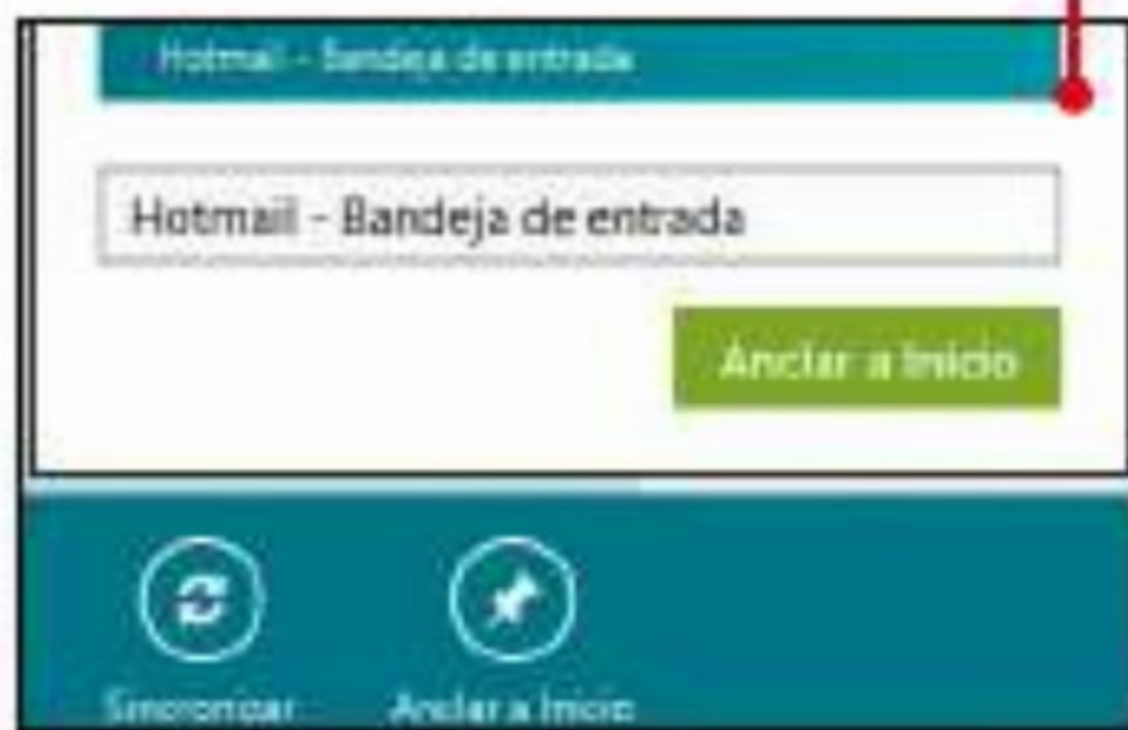 Hotmail - Bandeja de entrada
Hotmail - Bandeja de entrada
Anclar a Inicio
Sincronizar
Anclar a Inicio